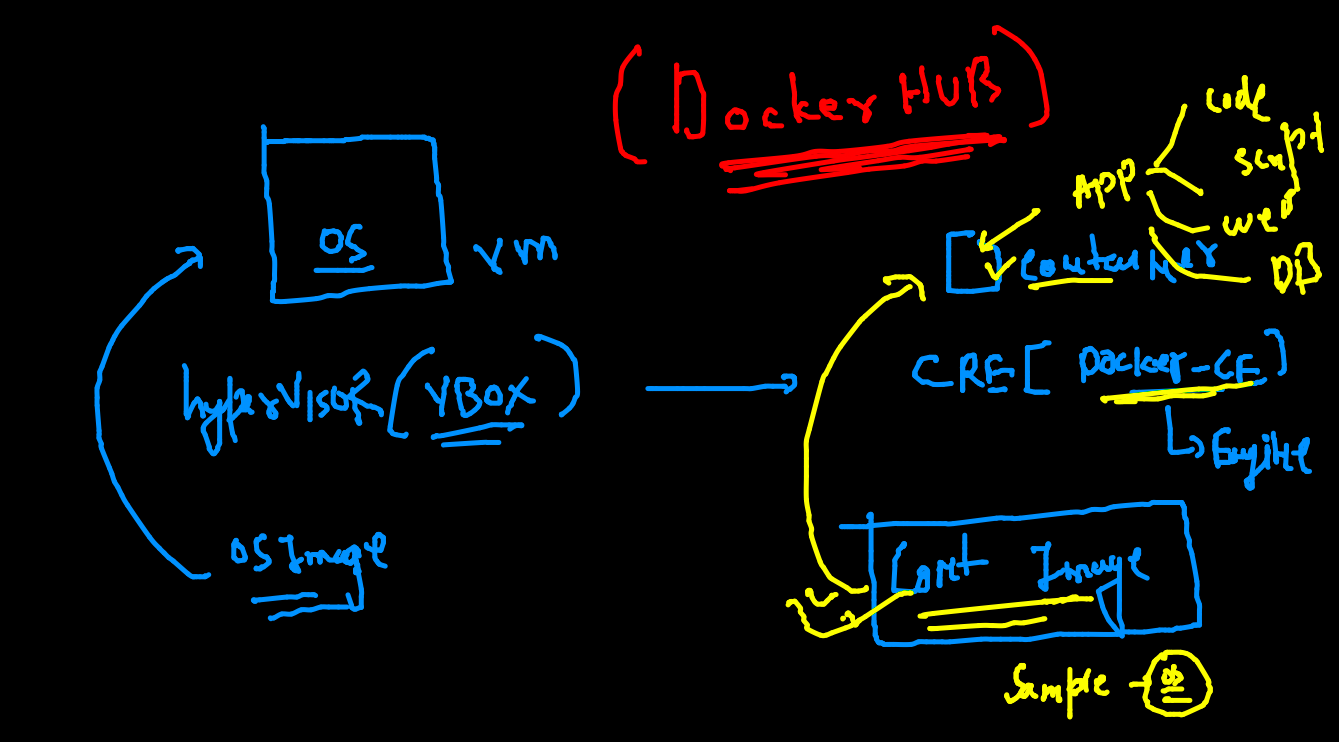 (Docker HUB)
code
script
App
web
DB
OS
VM
Container
hyperVisor (VBOX)
CRE [Docker-CE]
Engine
OS Image
Cont Image
Sample - OS